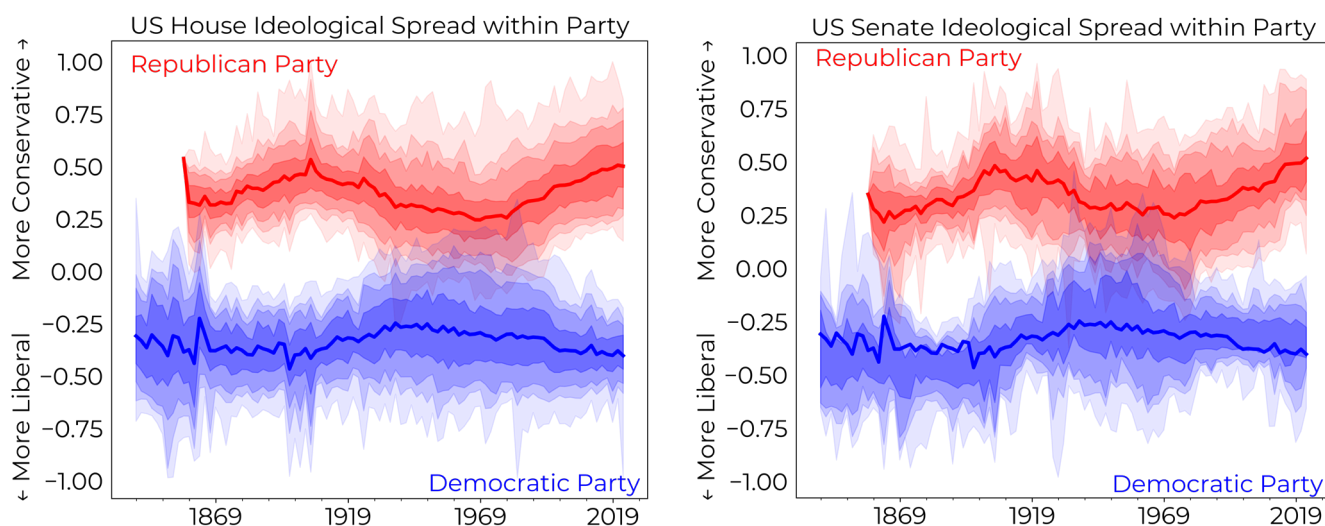 US House Ideological Spread within Party
← More Liberal    More Conservative →
1.00
0.75
0.50
0.25
0.00
−0.25
−0.50
−0.75
−1.00
Republican Party
Democratic Party
1869 1919 1969 2019
US Senate Ideological Spread within Party
← More Liberal    More Conservative →
1.00
0.75
0.50
0.25
0.00
−0.25
−0.50
−0.75
−1.00
Republican Party
Democratic Party
1869 1919 1969 2019